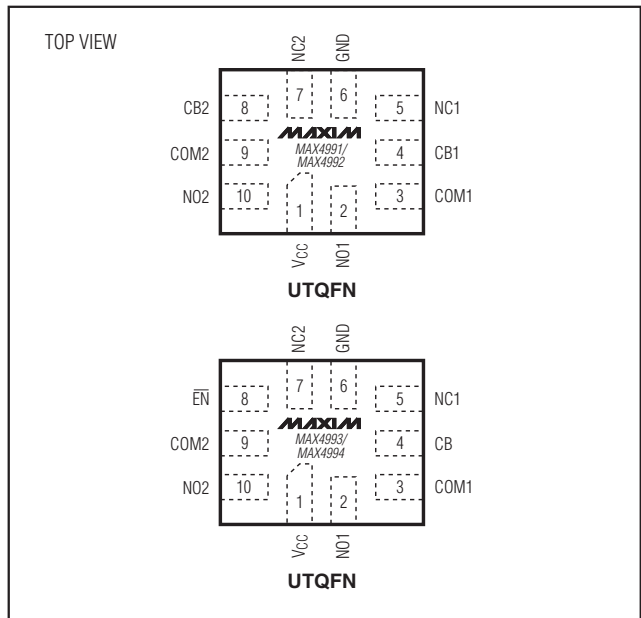 TOP VIEW
NC2 GND
CB2 8 7 6 5 NC1
MAXIM
COM2 9 MAX4991/ 4 CB1
MAX4992
NO2 10 1 2 3 COM1
VCC NO1
UTQFN
NC2 GND
EN 8 7 6 5 NC1
MAXIM
COM2 9 MAX4993/ 4 CB
MAX4994
NO2 10 1 2 3 COM1
VCC NO1
UTQFN